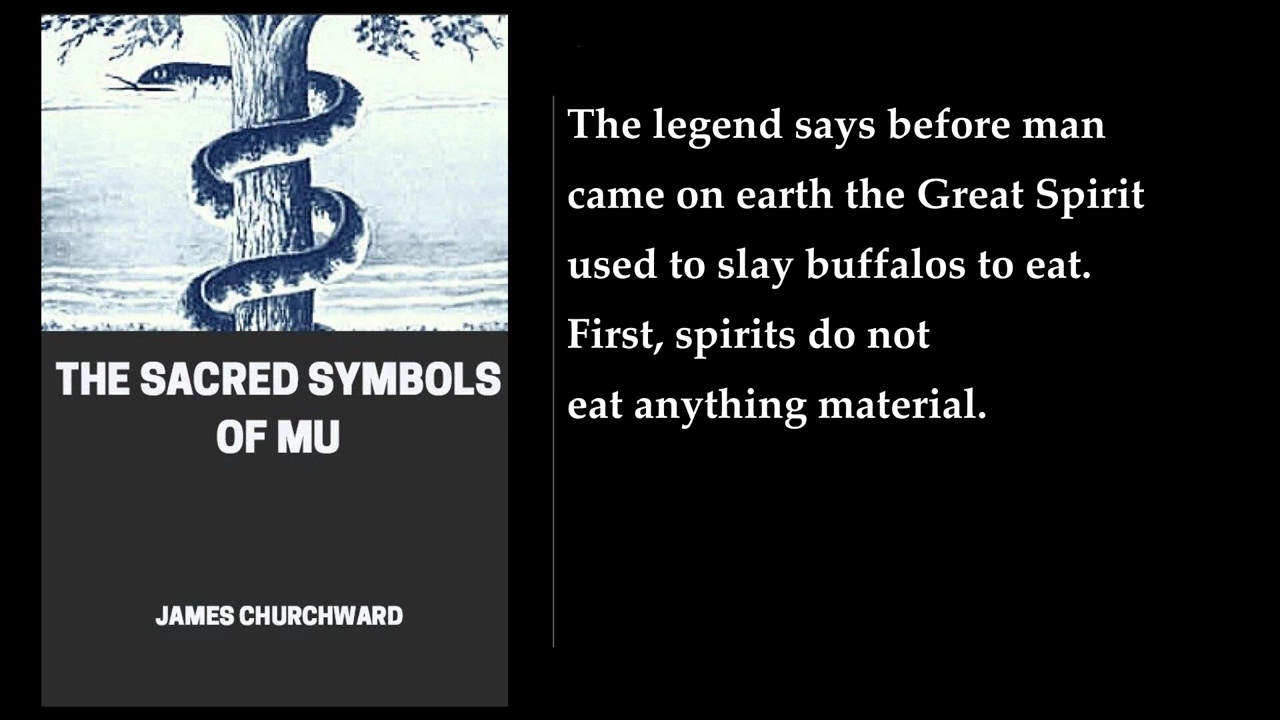 THE SACRED SYMBOLS
OF MU
JAMES CHURCHWARD
The legend says before man
came on earth the Great Spirit
used to slay buffalos to eat.
First, spirits do not
eat anything material.